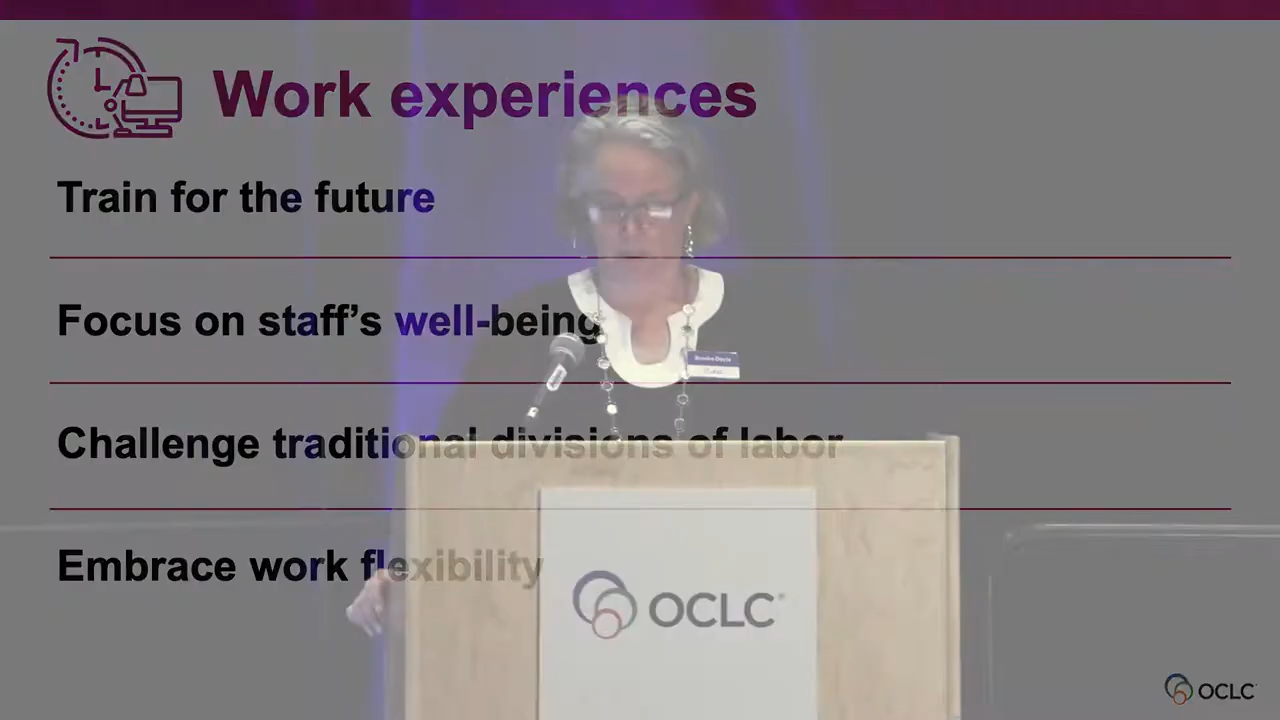 Work experiences
Train for the future
Focus on staff's well-being
Challenge traditional divisions of labor
Embrace work flexibility
OCLC
OCLC